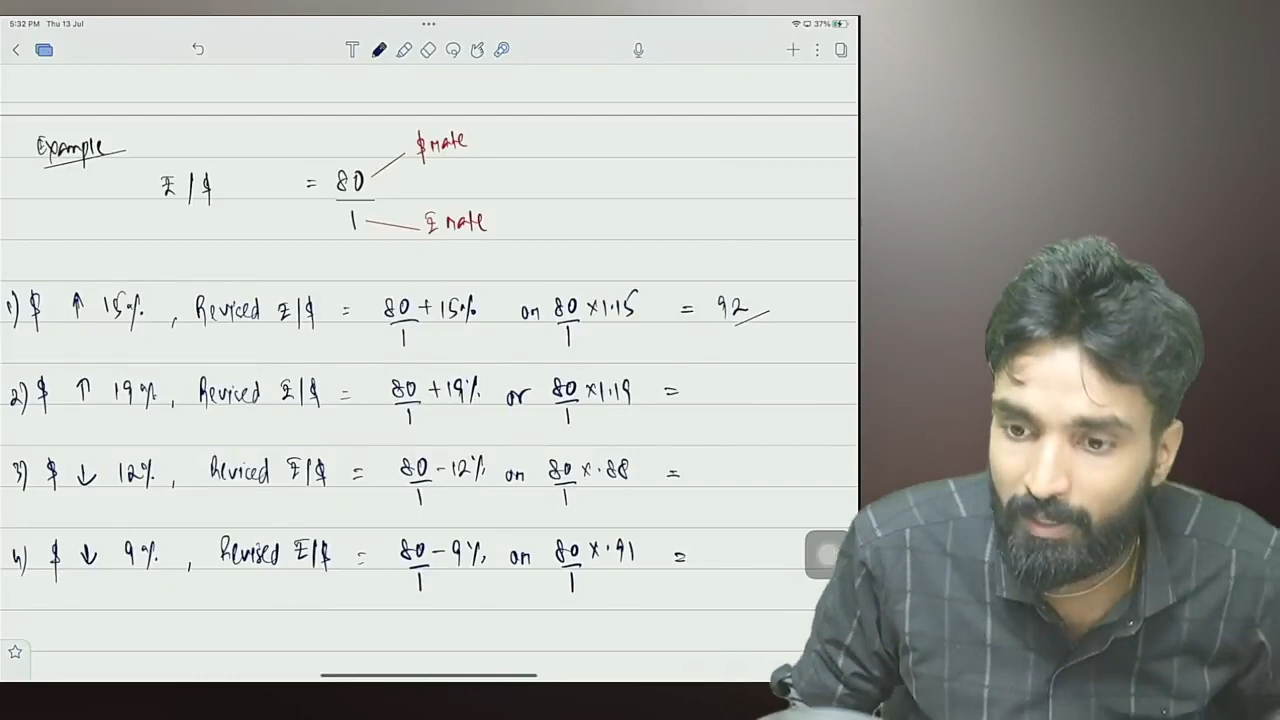 5:32 PM Thu 13 Jul 37%
Example
$ rate
₹ | $ = 80/1
₹ rate
1) $ ↑ 15%, Revised ₹|$ = 80/1 + 15% or 80/1 × 1.15 = 92
2) $ ↑ 19%, Revised ₹|$ = 80/1 + 19% or 80/1 × 1.19 =
3) $ ↓ 12%, Revised ₹|$ = 80/1 - 12% or 80/1 × .88 =
4) $ ↓ 9%, Revised ₹|$ = 80/1 - 9% or 80/1 × .91 =